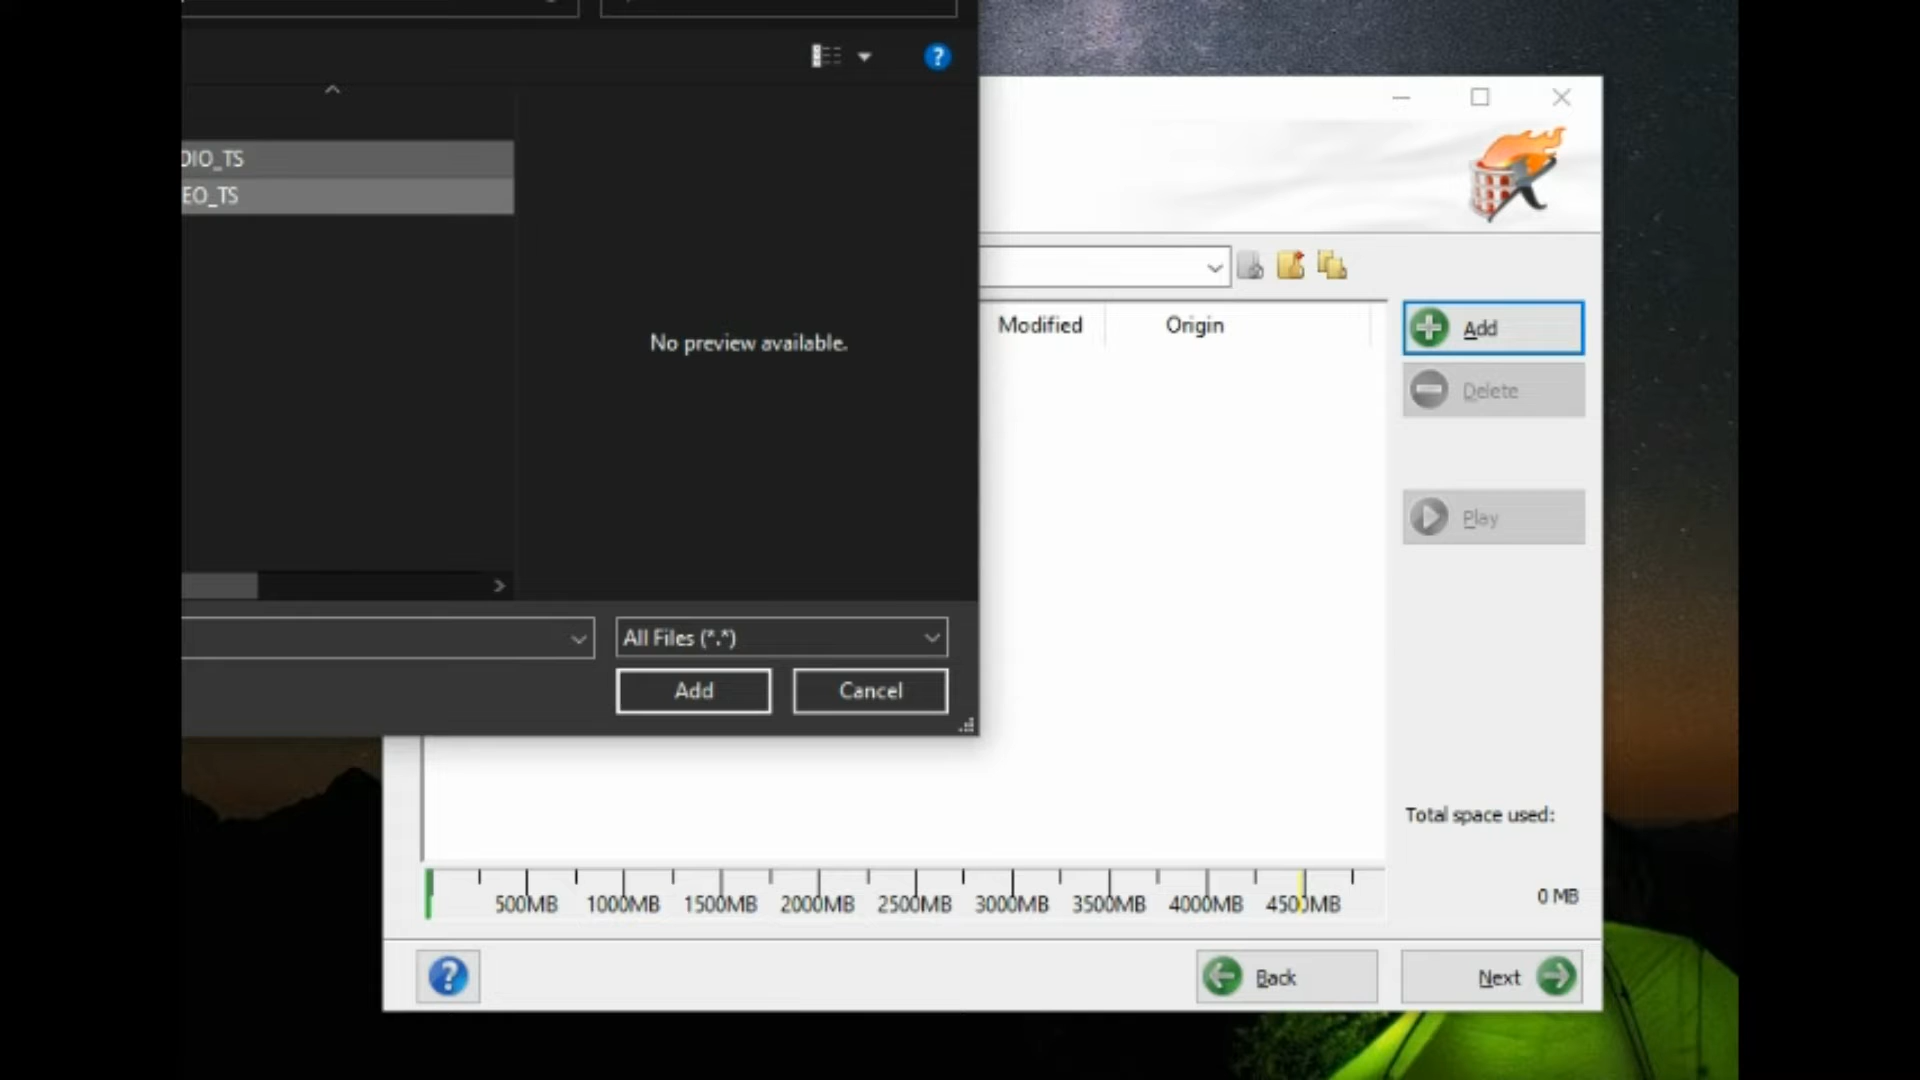 DIO_TS
EO_TS
No preview available.
All Files (*.*)
Add
Cancel
Modified
Origin
Add
Delete
Play
Total space used:
0 MB
500MB
1000MB
1500MB
2000MB
2500MB
3000MB
3500MB
4000MB
4500MB
Back
Next